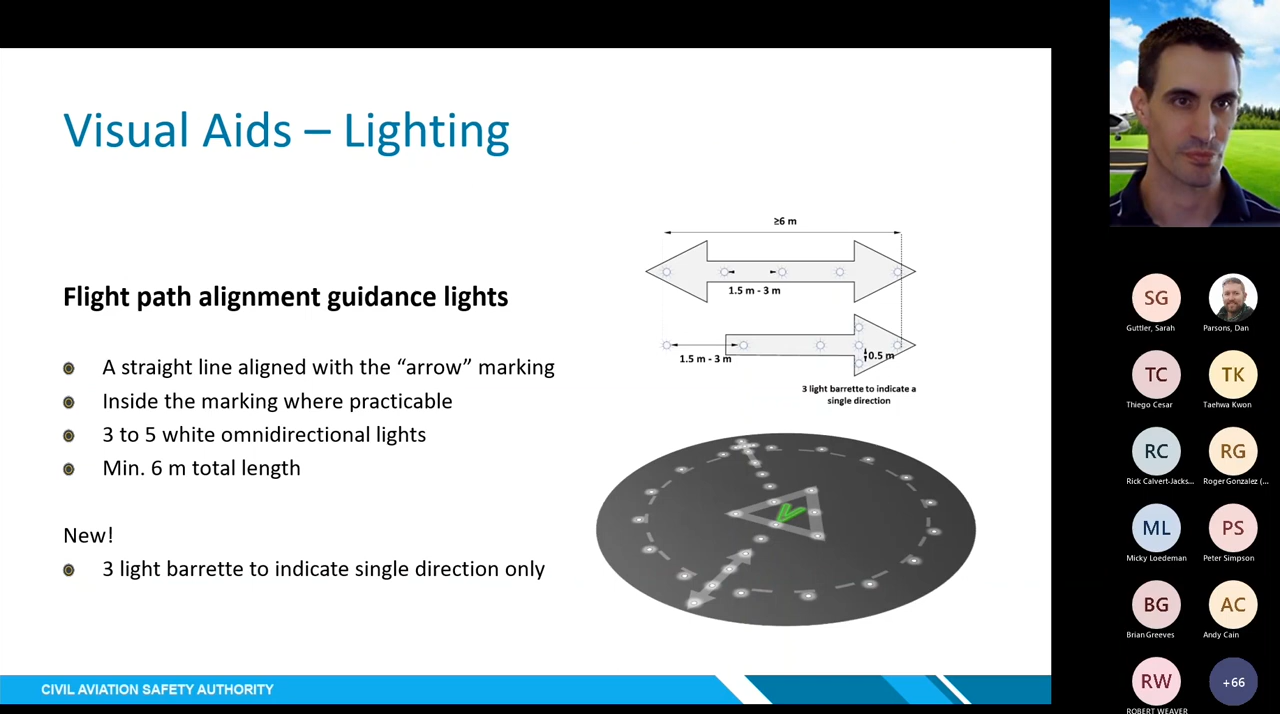 Visual Aids – Lighting
Flight path alignment guidance lights
A straight line aligned with the “arrow” marking
Inside the marking where practicable
3 to 5 white omnidirectional lights
Min. 6 m total length
New!
3 light barrette to indicate single direction only
≥6 m
1.5 m - 3 m
1.5 m - 3 m
0.5 m
3 light barrette to indicate a
single direction
CIVIL AVIATION SAFETY AUTHORITY
SG
Guttler, Sarah
Parsons, Dan
TC
Thiego Cesar
TK
Taehwa Kwon
RC
Rick Calvert-Jacks...
RG
Roger Gonzalez (...
ML
Micky Loedeman
PS
Peter Simpson
BG
Brian Greeves
AC
Andy Cain
RW
ROBERT WEAVER
+66